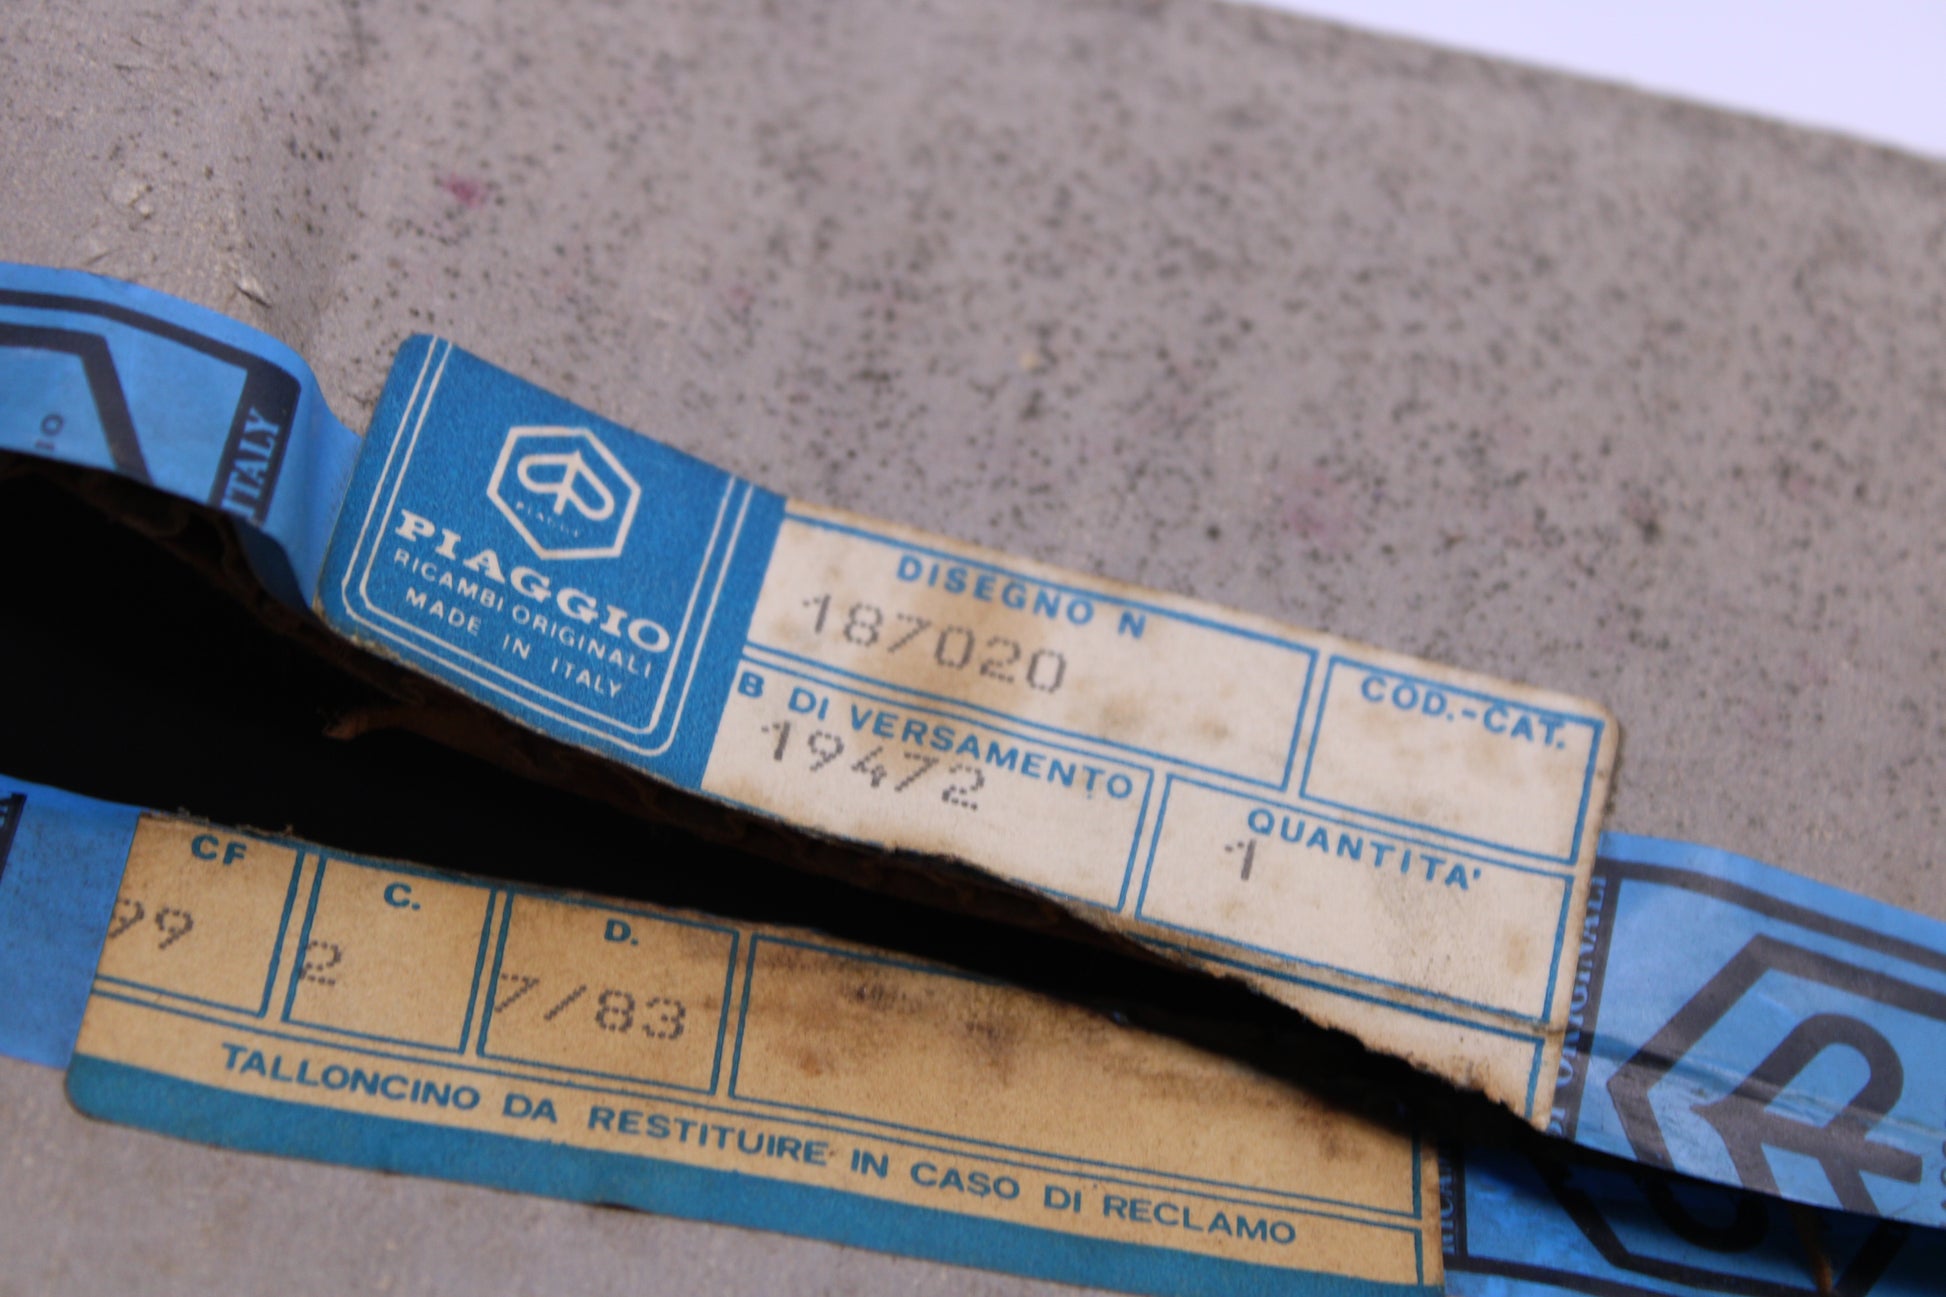 ITALY
PIAGGIO
PIAGGIO
RICAMBI ORIGINALI
MADE IN ITALY
DISEGNO N
187020
COD.-CAT.
B DI VERSAMENTO
19472
QUANTITA'
1
CF
99
C.
2
D.
7/83
TALLONCINO DA RESTITUIRE IN CASO DI RECLAMO